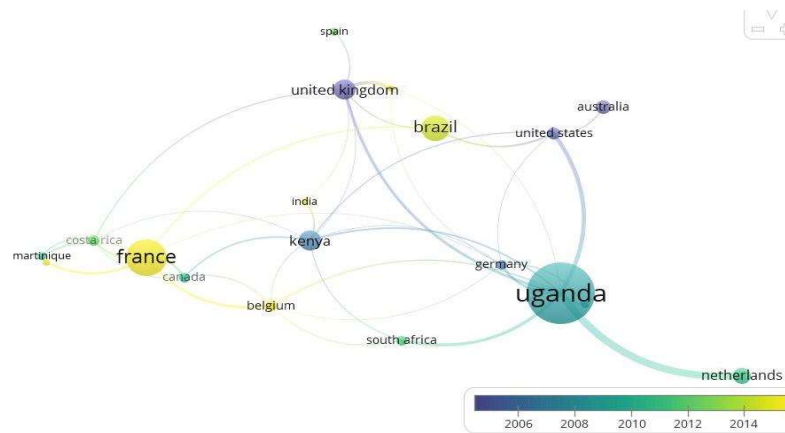 spain
united kingdom
australia
brazil
united states
india
costa rica
kenya
martinique
france
germany
canada
uganda
belgium
south africa
netherlands
2006 2008 2010 2012 2014